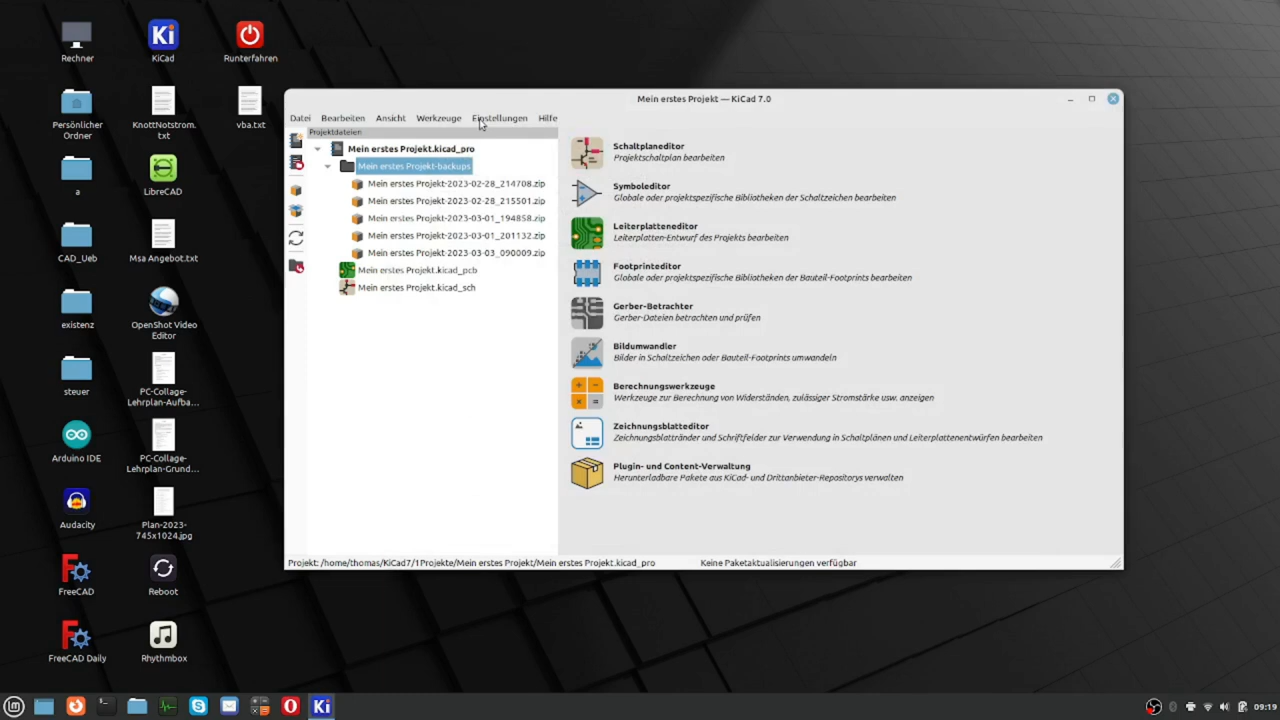 Rechner
KiCad
Runterfahren
Persönlicher
Ordner
KnottNotstrom.
txt
vba.txt
a
LibreCAD
CAD_Ueb
Msa Angebot.txt
existenz
OpenShot Video
Editor
steuer
PC-Collage-
Lehrplan-Aufba...
Arduino IDE
PC-Collage-
Lehrplan-Grund...
Audacity
Plan-2023-
745x1024.jpg
FreeCAD
Reboot
FreeCAD Daily
Rhythmbox
Mein erstes Projekt — KiCad 7.0
Datei Bearbeiten Ansicht Werkzeuge Einstellungen Hilfe
Projektdateien
Mein erstes Projekt.kicad_pro
Mein erstes Projekt-backups
Mein erstes Projekt-2023-02-28_214708.zip
Mein erstes Projekt-2023-02-28_215501.zip
Mein erstes Projekt-2023-03-01_194858.zip
Mein erstes Projekt-2023-03-01_201132.zip
Mein erstes Projekt-2023-03-03_090009.zip
Mein erstes Projekt.kicad_pcb
Mein erstes Projekt.kicad_sch
Schaltplaneditor
Projektschaltplan bearbeiten
Symboleditor
Globale oder projektspezifische Bibliotheken der Schaltzeichen bearbeiten
Leiterplatteneditor
Leiterplatten-Entwurf des Projekts bearbeiten
Footprinteditor
Globale oder projektspezifische Bibliotheken der Bauteil-Footprints bearbeiten
Gerber-Betrachter
Gerber-Dateien betrachten und prüfen
Bildumwandler
Bilder in Schaltzeichen oder Bauteil-Footprints umwandeln
Berechnungswerkzeuge
Werkzeuge zur Berechnung von Widerständen, zulässiger Stromstärke usw. anzeigen
Zeichnungsblatteditor
Zeichnungsblattränder und Schriftfelder zur Verwendung in Schaltplänen und Leiterplattenentwürfen bearbeiten
Plugin- und Content-Verwaltung
Herunterladbare Pakete aus KiCad- und Drittanbieter-Repositorys verwalten
Projekt: /home/thomas/KiCad7/1Projekte/Mein erstes Projekt/Mein erstes Projekt.kicad_pro
Keine Paketaktualisierungen verfügbar
09:19